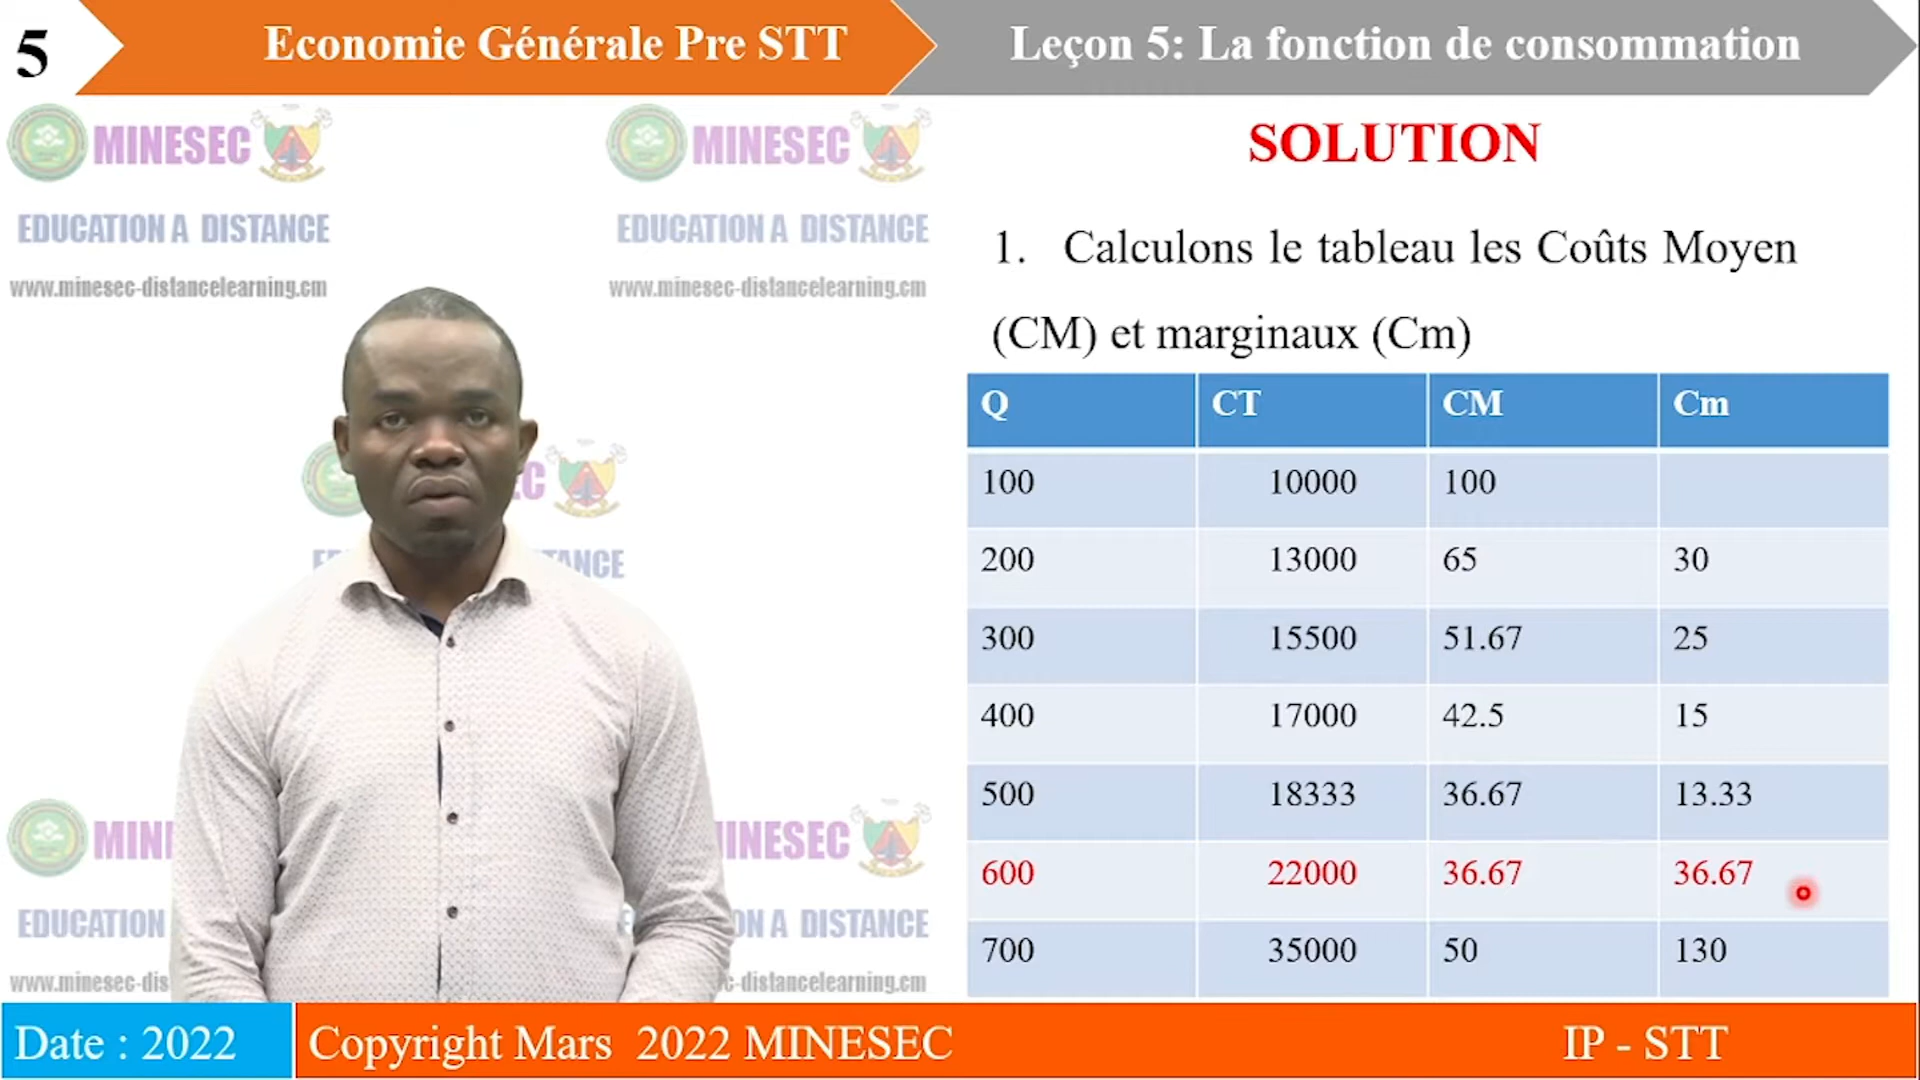 5
Economie Générale Pre STT
Leçon 5: La fonction de consommation
MINESEC
EDUCATION A DISTANCE
www.minesec-distancelearning.cm
MINESEC
EDUCATION A DISTANCE
www.minesec-distancelearning.cm
SOLUTION
1. Calculons le tableau les Coûts Moyen
(CM) et marginaux (Cm)
Q CT CM Cm
100 10000 100
200 13000 65 30
300 15500 51.67 25
400 17000 42.5 15
500 18333 36.67 13.33
600 22000 36.67 36.67
700 35000 50 130
Date : 2022
Copyright Mars 2022 MINESEC
IP - STT